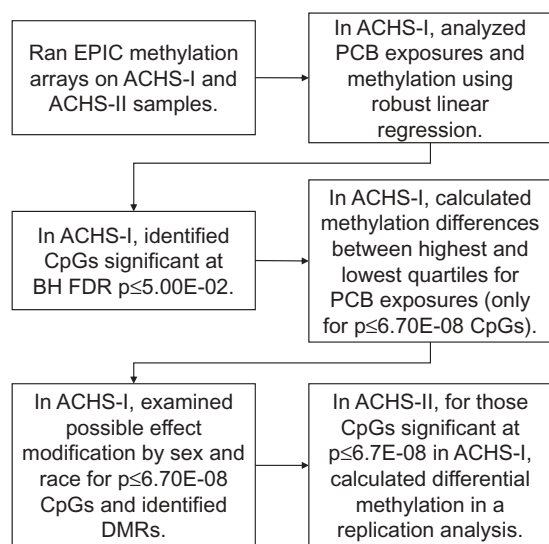 Ran EPIC methylation
arrays on ACHS-I and
ACHS-II samples.
In ACHS-I, analyzed
PCB exposures and
methylation using
robust linear
regression.
In ACHS-I, identified
CpGs significant at
BH FDR p≤5.00E-02.
In ACHS-I, calculated
methylation differences
between highest and
lowest quartiles for
PCB exposures (only
for p≤6.70E-08 CpGs).
In ACHS-I, examined
possible effect
modification by sex and
race for p≤6.70E-08
CpGs and identified
DMRs.
In ACHS-II, for those
CpGs significant at
p≤6.7E-08 in ACHS-I,
calculated differential
methylation in a
replication analysis.